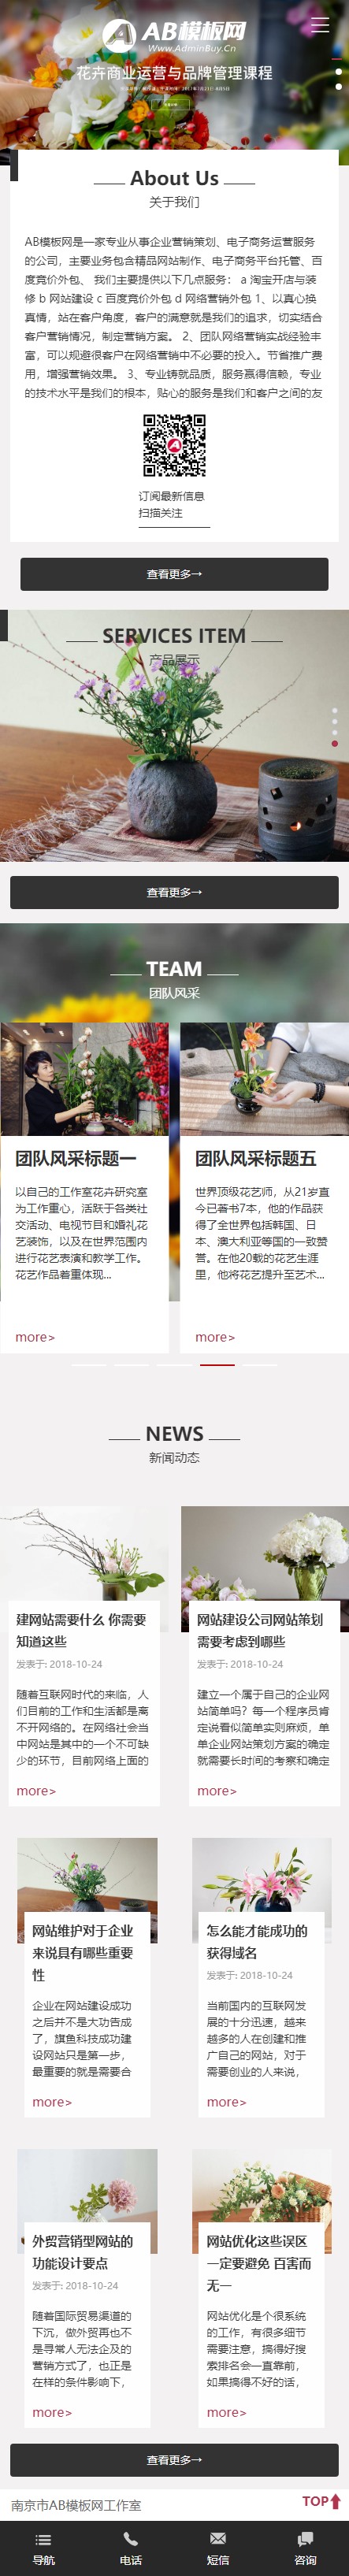 AB模板网
www.AdminBuy.Cn
花卉商业运营与品牌管理课程
About Us
关于我们
AB模板网是一家专业从事企业营销策划、电子商务运营服务
的公司，主要业务包含精品网站制作、电子商务平台托管、百
度竞价外包、 我们主要提供以下几点服务： a 淘宝开店与装
修 b 网站建设 c 百度竞价外包 d 网络营销外包 1、以真心换
真情，站在客户角度，客户的满意就是我们的追求，切实结合
客户营销情况，制定营销方案。 2、团队网络营销实战经验丰
富，可以规避很客户在网络营销中不必要的投入。节省推广费
用，增强营销效果。 3、专业铸就品质，服务赢得信赖，专业
的技术水平是我们的根本，贴心的服务是我们和客户之间的友
订阅最新信息
扫描关注
查看更多→
SERVICES ITEM
产品展示
查看更多→
TEAM
团队风采
团队风采标题一
以自己的工作室花卉研究室
为工作重心，活跃于各类社
交活动、电视节目和婚礼花
艺装饰，以及在世界范围内
进行花艺表演和教学工作。
花艺作品着重体现...
more>
团队风采标题五
世界顶级花艺师，从21岁直
今已著书7本，他的作品获
得了全世界包括韩国、日
本、澳大利亚等国的一致赞
誉。在他20载的花艺生涯
里，他将花艺提升至艺术...
more>
NEWS
新闻动态
建网站需要什么 你需要
知道这些
发表于: 2018-10-24
随着互联网时代的来临，人
们目前的工作和生活都是离
不开网络的。在网络社会当
中网站是其中的一个不可缺
少的环节，目前网络上面的
more>
网站建设公司网站策划
需要考虑到哪些
发表于: 2018-10-24
建立一个属于自己的企业网
站简单吗？每一个程序员肯
定说看似简单实则麻烦，单
单企业网站策划方案的确定
就需要长时间的考察和确定
more>
网站维护对于企业
来说具有哪些重要
性
企业在网站建设成功
之后并不是大功告成
了，旗鱼科技成功建
设网站只是第一步，
最重要的就是需要合
more>
怎么能才能成功的
获得域名
发表于: 2018-10-24
当前国内的互联网发
展的十分迅速，越来
越多的人在创建和推
广自己的网站，对于
需要创业的人来说，
more>
外贸营销型网站的
功能设计要点
发表于: 2018-10-24
随着国际贸易渠道的
下沉，做外贸再也不
是寻常人无法企及的
营销方式了，也正是
在样的条件影响下，
more>
网站优化这些误区
一定要避免 百害而
无一
网站优化是个很系统
的工作，有很多细节
需要注意，搞得好搜
索排名会一直靠前，
如果搞得不好的话，
more>
查看更多→
南京市AB模板网工作室
TOP
导航
电话
短信
咨询